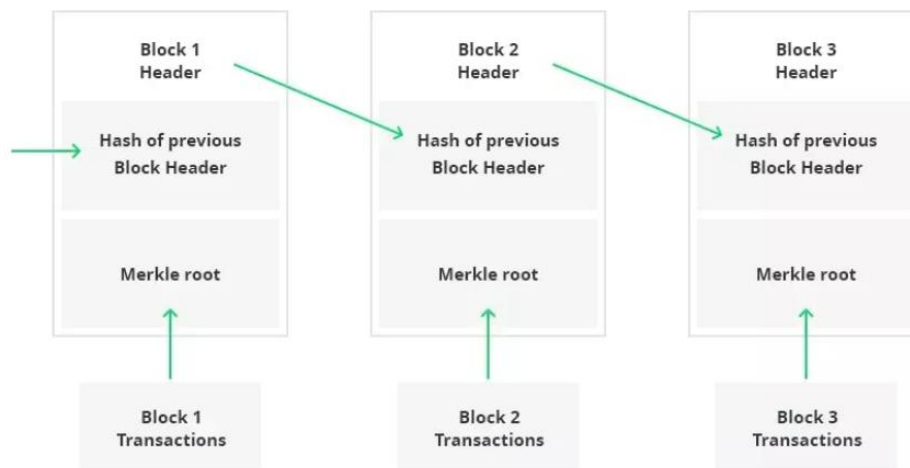 Block 1
Header
Hash of previous
Block Header
Merkle root
Block 1
Transactions
Block 2
Header
Hash of previous
Block Header
Merkle root
Block 2
Transactions
Block 3
Header
Hash of previous
Block Header
Merkle root
Block 3
Transactions